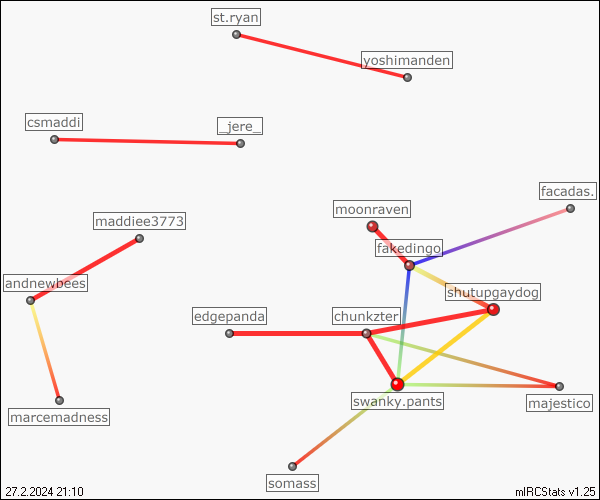 st.ryan
yoshimanden
csmaddi
_jere_
facadas.
maddiee3773
moonraven
fakedingo
andnewbees
shutupgaydog
edgepanda
chunkzter
swanky.pants
majestico
marcemadness
somass
27.2.2024 21:10
mIRCStats v1.25